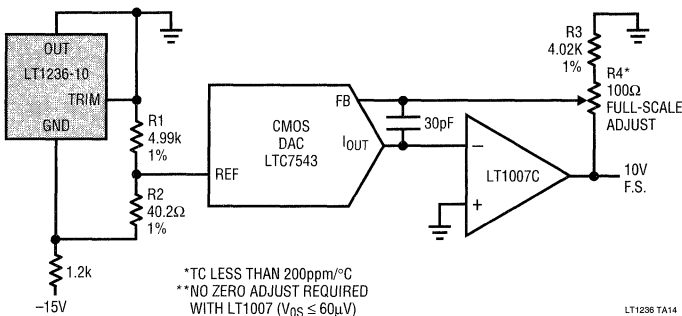 OUT
LT1236-10
TRIM
GND
R1
4.99k
1%
R2
40.2Ω
1%
1.2k
–15V
REF
CMOS
DAC
LTC7543
FB
IOUT
30pF
–
+
LT1007C
R3
4.02K
1%
R4*
100Ω
FULL-SCALE
ADJUST
10V
F.S.
*TC LESS THAN 200ppm/°C
**NO ZERO ADJUST REQUIRED
WITH LT1007 (V0S ≤ 60µV)
LT1236 TA14